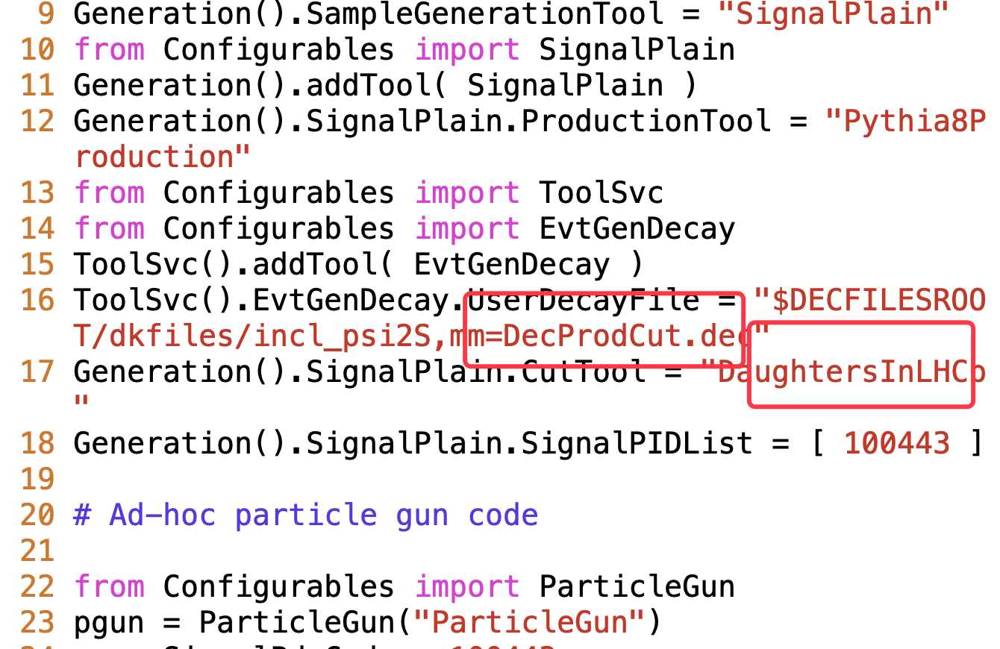 9 Generation().SampleGenerationTool = "SignalPlain"
10 from Configurables import SignalPlain
11 Generation().addTool( SignalPlain )
12 Generation().SignalPlain.ProductionTool = "Pythia8P
roduction"
13 from Configurables import ToolSvc
14 from Configurables import EvtGenDecay
15 ToolSvc().addTool( EvtGenDecay )
16 ToolSvc().EvtGenDecay.UserDecayFile = "$DECFILESROO
T/dkfiles/incl_psi2S,mm=DecProdCut.dec"
17 Generation().SignalPlain.CutTool = "DaughtersInLHCb
"
18 Generation().SignalPlain.SignalPIDList = [ 100443 ]
19
20 # Ad-hoc particle gun code
21
22 from Configurables import ParticleGun
23 pgun = ParticleGun("ParticleGun")